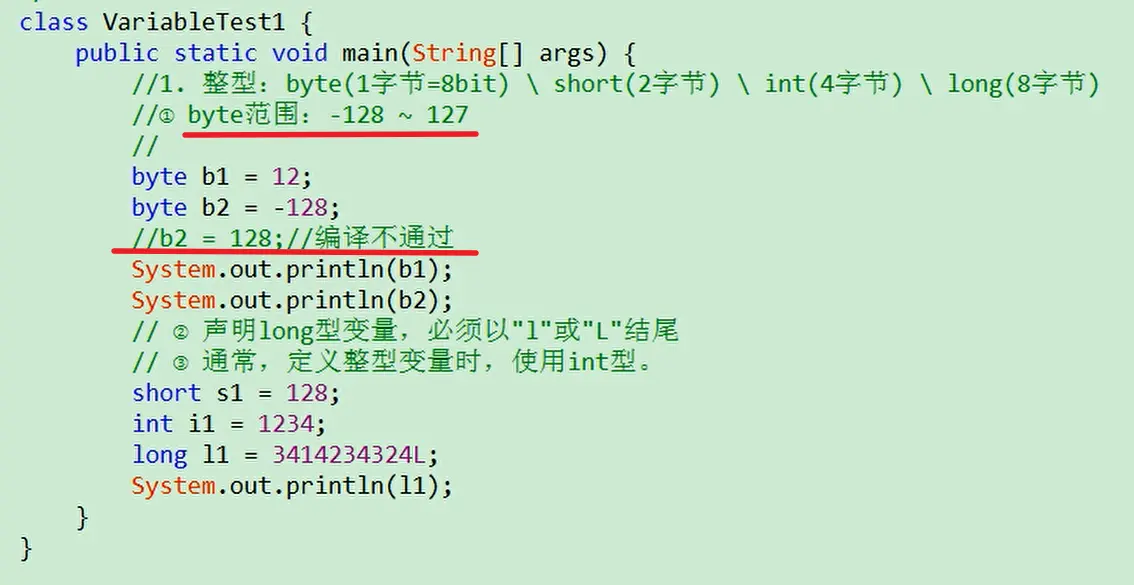 class VariableTest1 {
    public static void main(String[] args) {
        //1. 整型：byte(1字节=8bit) \ short(2字节) \ int(4字节) \ long(8字节)
        //① byte范围：-128 ~ 127
        //
        byte b1 = 12;
        byte b2 = -128;
        //b2 = 128;//编译不通过
        System.out.println(b1);
        System.out.println(b2);
        // ② 声明long型变量，必须以"l"或"L"结尾
        // ③ 通常，定义整型变量时，使用int型。
        short s1 = 128;
        int i1 = 1234;
        long l1 = 3414234324L;
        System.out.println(l1);
    }
}